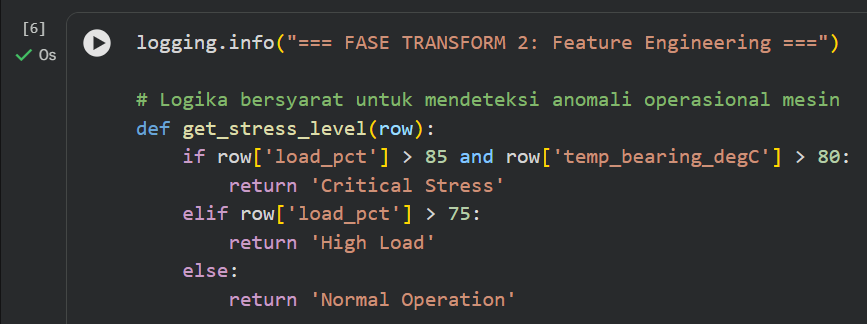 [6]
0s
logging.info("=== FASE TRANSFORM 2: Feature Engineering ===")
# Logika bersyarat untuk mendeteksi anomali operasional mesin
def get_stress_level(row):
    if row['load_pct'] > 85 and row['temp_bearing_degC'] > 80:
        return 'Critical Stress'
    elif row['load_pct'] > 75:
        return 'High Load'
    else:
        return 'Normal Operation'